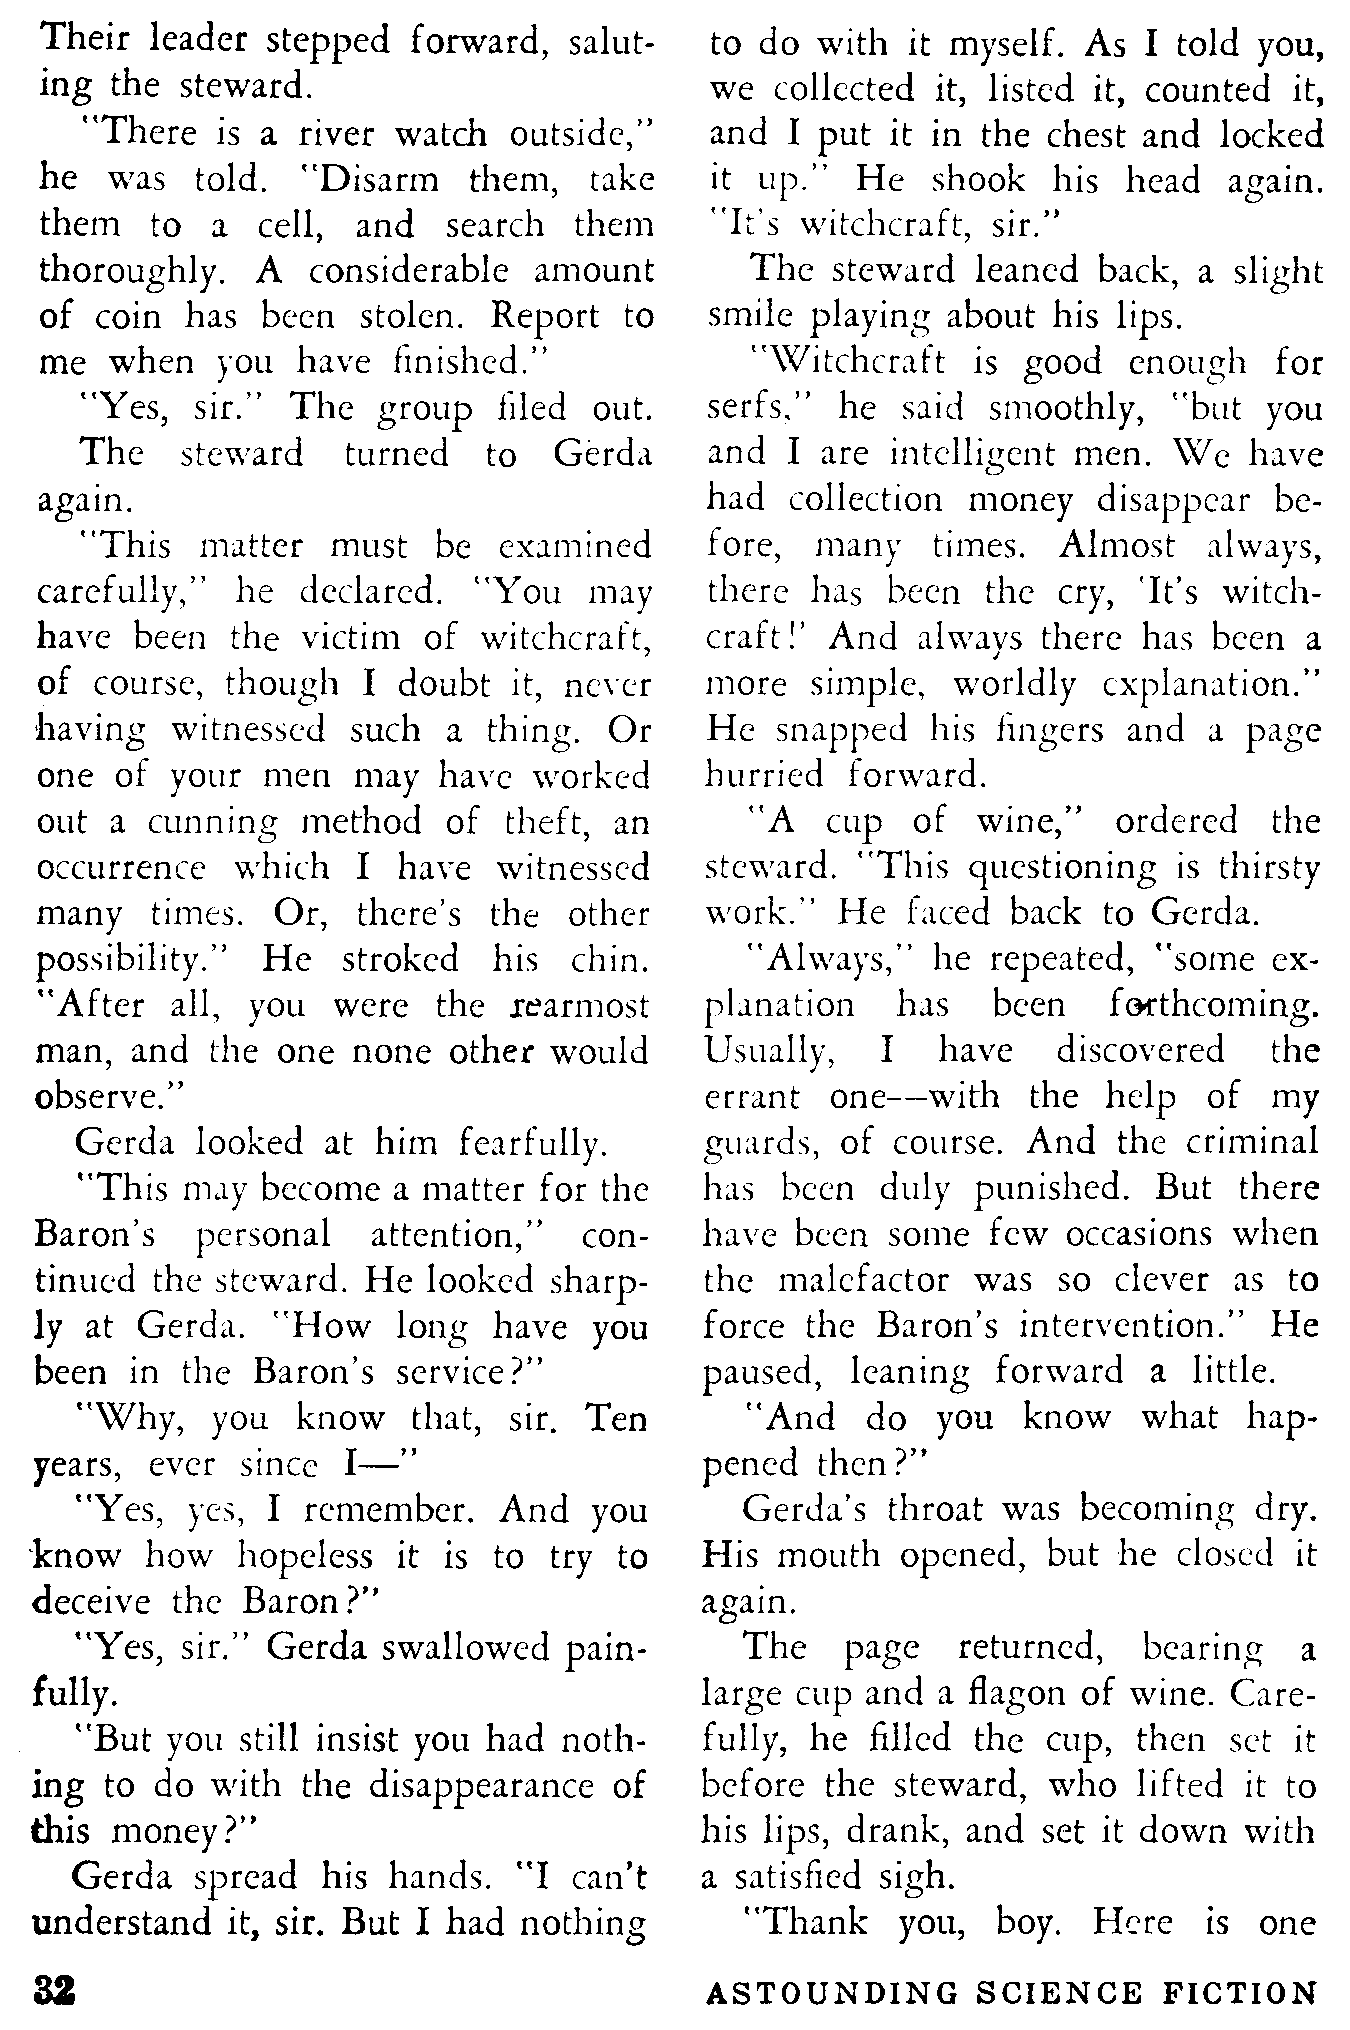 Their leader stepped forward, salut-
ing the steward.
"There is a river watch outside,"
he was told. "Disarm them, take
them to a cell, and search them
thoroughly. A considerable amount
of coin has been stolen. Report to
me when you have finished."
"Yes, sir." The group filed out.
The steward turned to Gerda
again.
"This matter must be examined
carefully," he declared. "You may
have been the victim of witchcraft,
of course, though I doubt it, never
having witnessed such a thing. Or
one of your men may have worked
out a cunning method of theft, an
occurrence which I have witnessed
many times. Or, there's the other
possibility." He stroked his chin.
"After all, you were the rearmost
man, and the one none other would
observe."
Gerda looked at him fearfully.
"This may become a matter for the
Baron's personal attention," con-
tinued the steward. He looked sharp-
ly at Gerda. "How long have you
been in the Baron's service?"
"Why, you know that, sir. Ten
years, ever since I—"
"Yes, yes, I remember. And you
know how hopeless it is to try to
deceive the Baron?"
"Yes, sir." Gerda swallowed pain-
fully.
"But you still insist you had noth-
ing to do with the disappearance of
this money?"
Gerda spread his hands. "I can't
understand it, sir. But I had nothing
to do with it myself. As I told you,
we collected it, listed it, counted it,
and I put it in the chest and locked
it up." He shook his head again.
"It's witchcraft, sir."
The steward leaned back, a slight
smile playing about his lips.
"Witchcraft is good enough for
serfs," he said smoothly, "but you
and I are intelligent men. We have
had collection money disappear be-
fore, many times. Almost always,
there has been the cry, 'It's witch-
craft!' And always there has been a
more simple, worldly explanation."
He snapped his fingers and a page
hurried forward.
"A cup of wine," ordered the
steward. "This questioning is thirsty
work." He faced back to Gerda.
"Always," he repeated, "some ex-
planation has been forthcoming.
Usually, I have discovered the
errant one—with the help of my
guards, of course. And the criminal
has been duly punished. But there
have been some few occasions when
the malefactor was so clever as to
force the Baron's intervention." He
paused, leaning forward a little.
"And do you know what hap-
pened then?"
Gerda's throat was becoming dry.
His mouth opened, but he closed it
again.
The page returned, bearing a
large cup and a flagon of wine. Care-
fully, he filled the cup, then set it
before the steward, who lifted it to
his lips, drank, and set it down with
a satisfied sigh.
"Thank you, boy. Here is one
32
ASTOUNDING SCIENCE FICTION